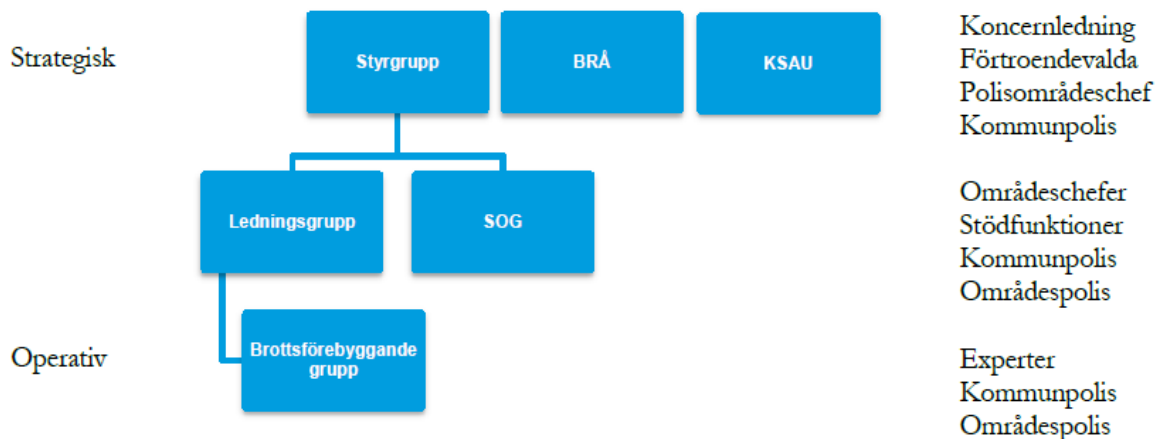 Strategisk
Styrgrupp
BRÅ
KSAU
Koncernledning
Förtroendevalda
Polisområdeschef
Kommunpolis
Ledningsgrupp
SOG
Områdeschefer
Stödfunktioner
Kommunpolis
Områdespolis
Operativ
Brottsförebyggande
grupp
Experter
Kommunpolis
Områdespolis